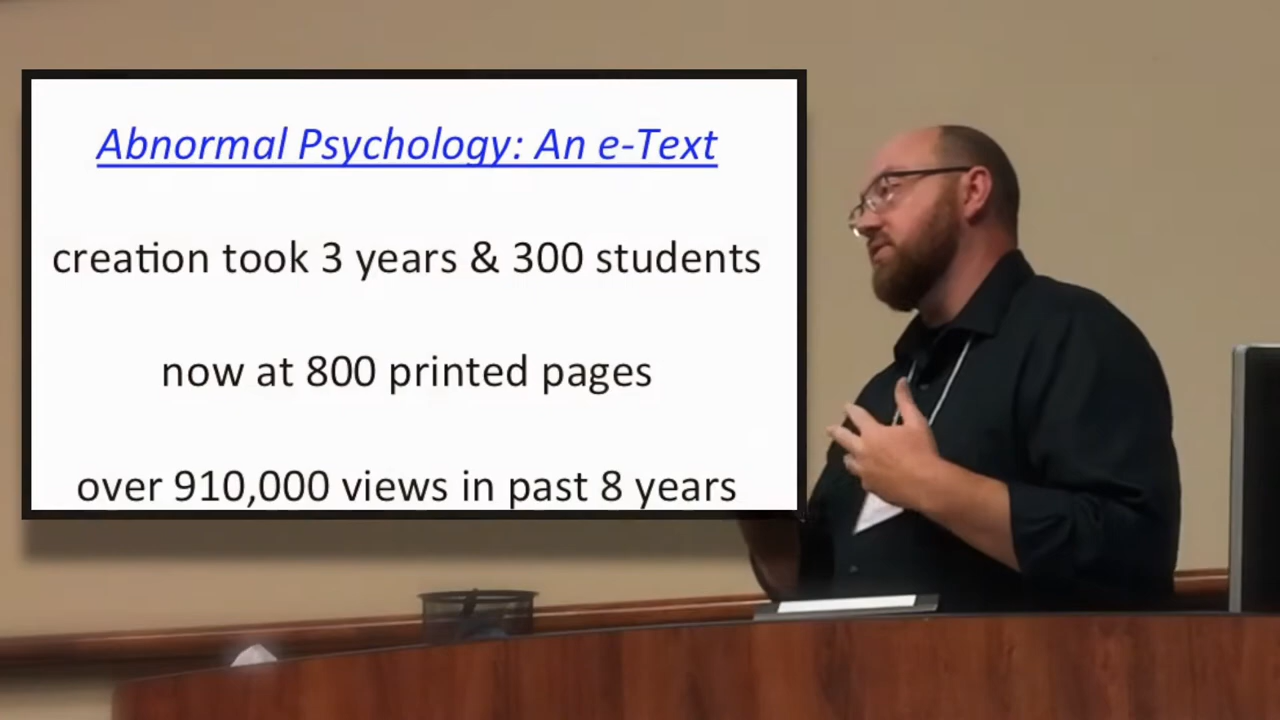 Abnormal Psychology: An e-Text
creation took 3 years & 300 students
now at 800 printed pages
over 910,000 views in past 8 years